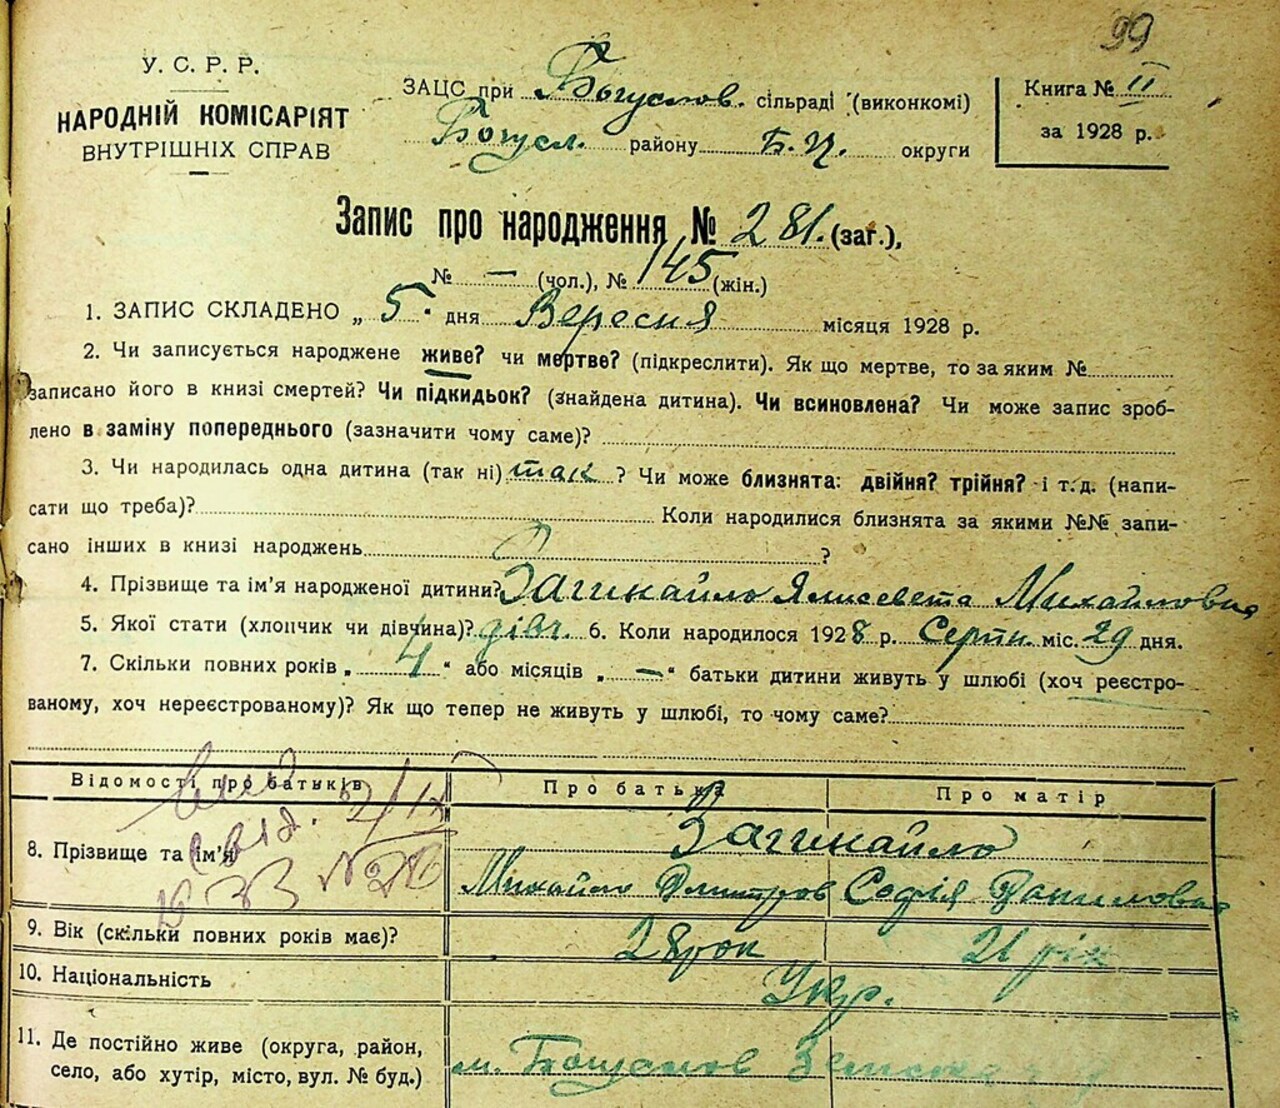 99
У. С. Р. Р.
НАРОДНІЙ КОМІСАРІЯТ
ВНУТРІШНІХ СПРАВ
ЗАЦС при Богуслов. сільраді (виконкомі)
Богусл. району Б. Ц. округи
Книга № II
за 1928 р.
Запис про народження № 281. (заг.),
№ — (чол.), № 145 (жін.)
1. ЗАПИС СКЛАДЕНО „ 5 " дня Вересня місяця 1928 р.
2. Чи записується народжене живе? чи мертве? (підкреслити). Як що мертве, то за яким №
записано його в книзі смертей? Чи підкидьок? (знайдена дитина). Чи всиновлена? Чи може запис зроб-
лено в заміну попереднього (зазначити чому саме)?
3. Чи народилась одна дитина (так ні) так ? Чи може близнята: двійня? трійня? і т. д. (напи-
сати що треба)? Коли народилися близнята за якими №№ запи-
сано інших в книзі народжень ?
4. Прізвище та ім'я народженої дитини? Загинайло Ялисевета Михайловна
5. Якої стати (хлопчик чи дівчина)? дівч. 6. Коли народилося 1928 р. Серпн. міс. 29 дня.
7. Скільки повних років „ 4 " або місяців „ — " батьки дитини живуть у шлюбі (хоч реєстро-
ваному, хоч нереєстрованому)? Як що тепер не живуть у шлюбі, то чому саме?
Відомості про батьків Про батька Про матір
8. Прізвище та ім'я Загинайло
Михайло Дмитров Софія Даниловна
9. Вік (скільки повних років має)? 28 рок 21 рік
10. Національність Укр.
11. Де постійно живе (округа, район,
село, або хутір, місто, вул. № буд.) м.